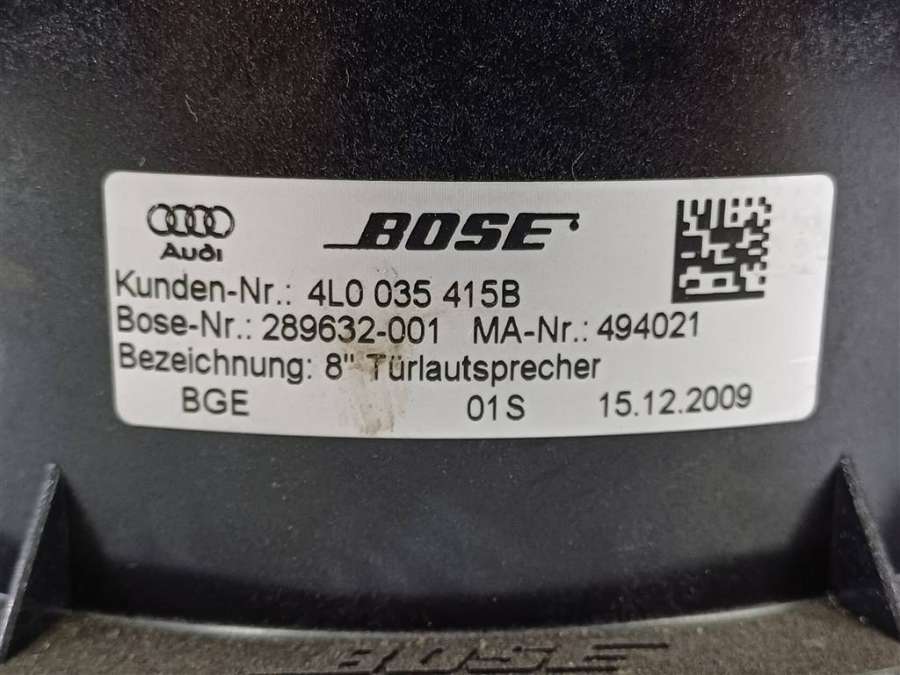 Audi
BOSE
Kunden-Nr.: 4L0 035 415B
Bose-Nr.: 289632-001 MA-Nr.: 494021
Bezeichnung: 8" Türlautsprecher
BGE 01S 15.12.2009
BOSE